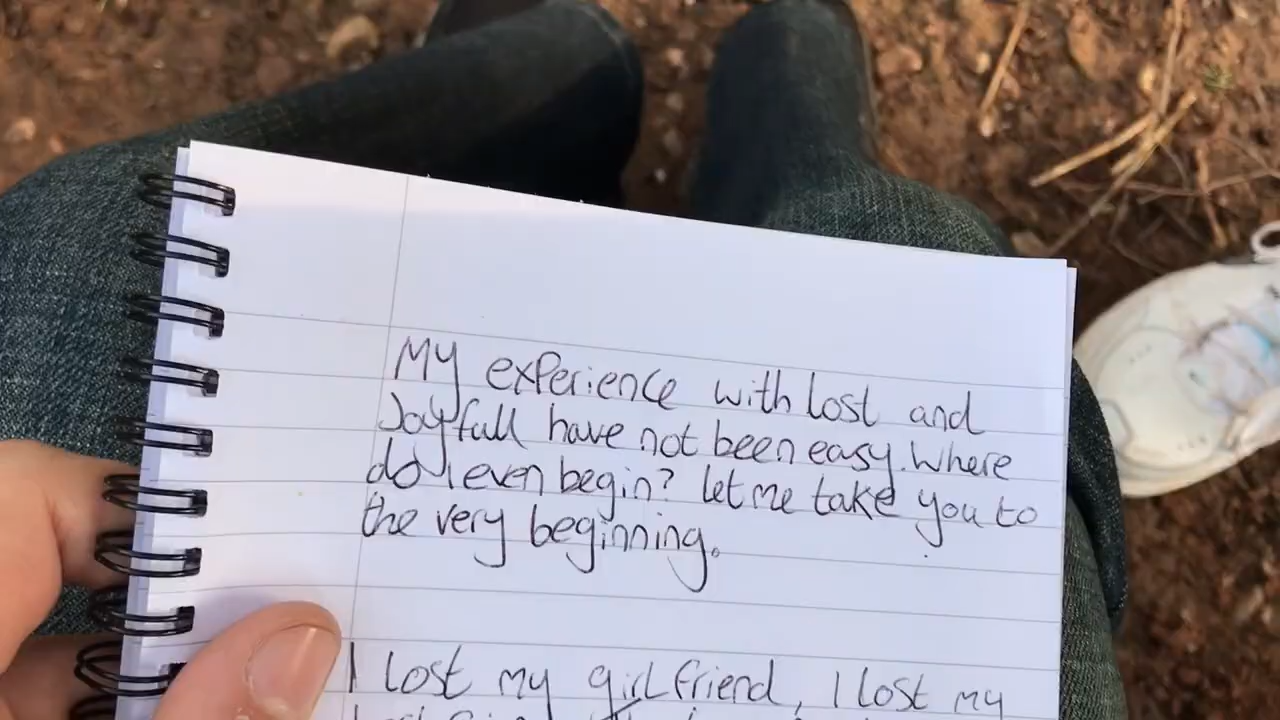 My experience with lost and
Joyfull have not been easy. Where
do I even begin? let me take you to
the very beginning.
I lost my girlfriend, I lost my